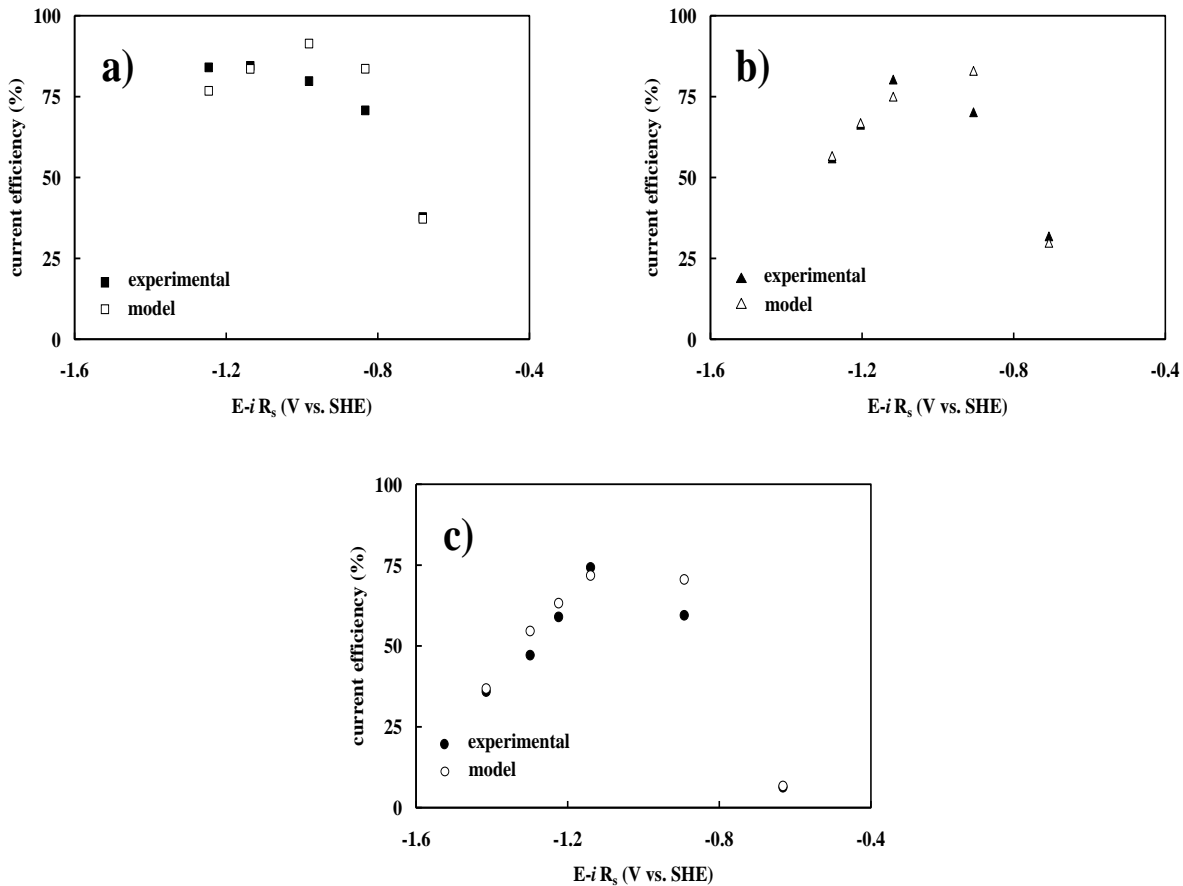 a)
current efficiency (%)
100
75
50
25
0
experimental
model
-1.6 -1.2 -0.8 -0.4
E-i Rs (V vs. SHE)
b)
current efficiency (%)
100
75
50
25
0
experimental
model
-1.6 -1.2 -0.8 -0.4
E-i Rs (V vs. SHE)
c)
current efficiency (%)
100
75
50
25
0
experimental
model
-1.6 -1.2 -0.8 -0.4
E-i Rs (V vs. SHE)